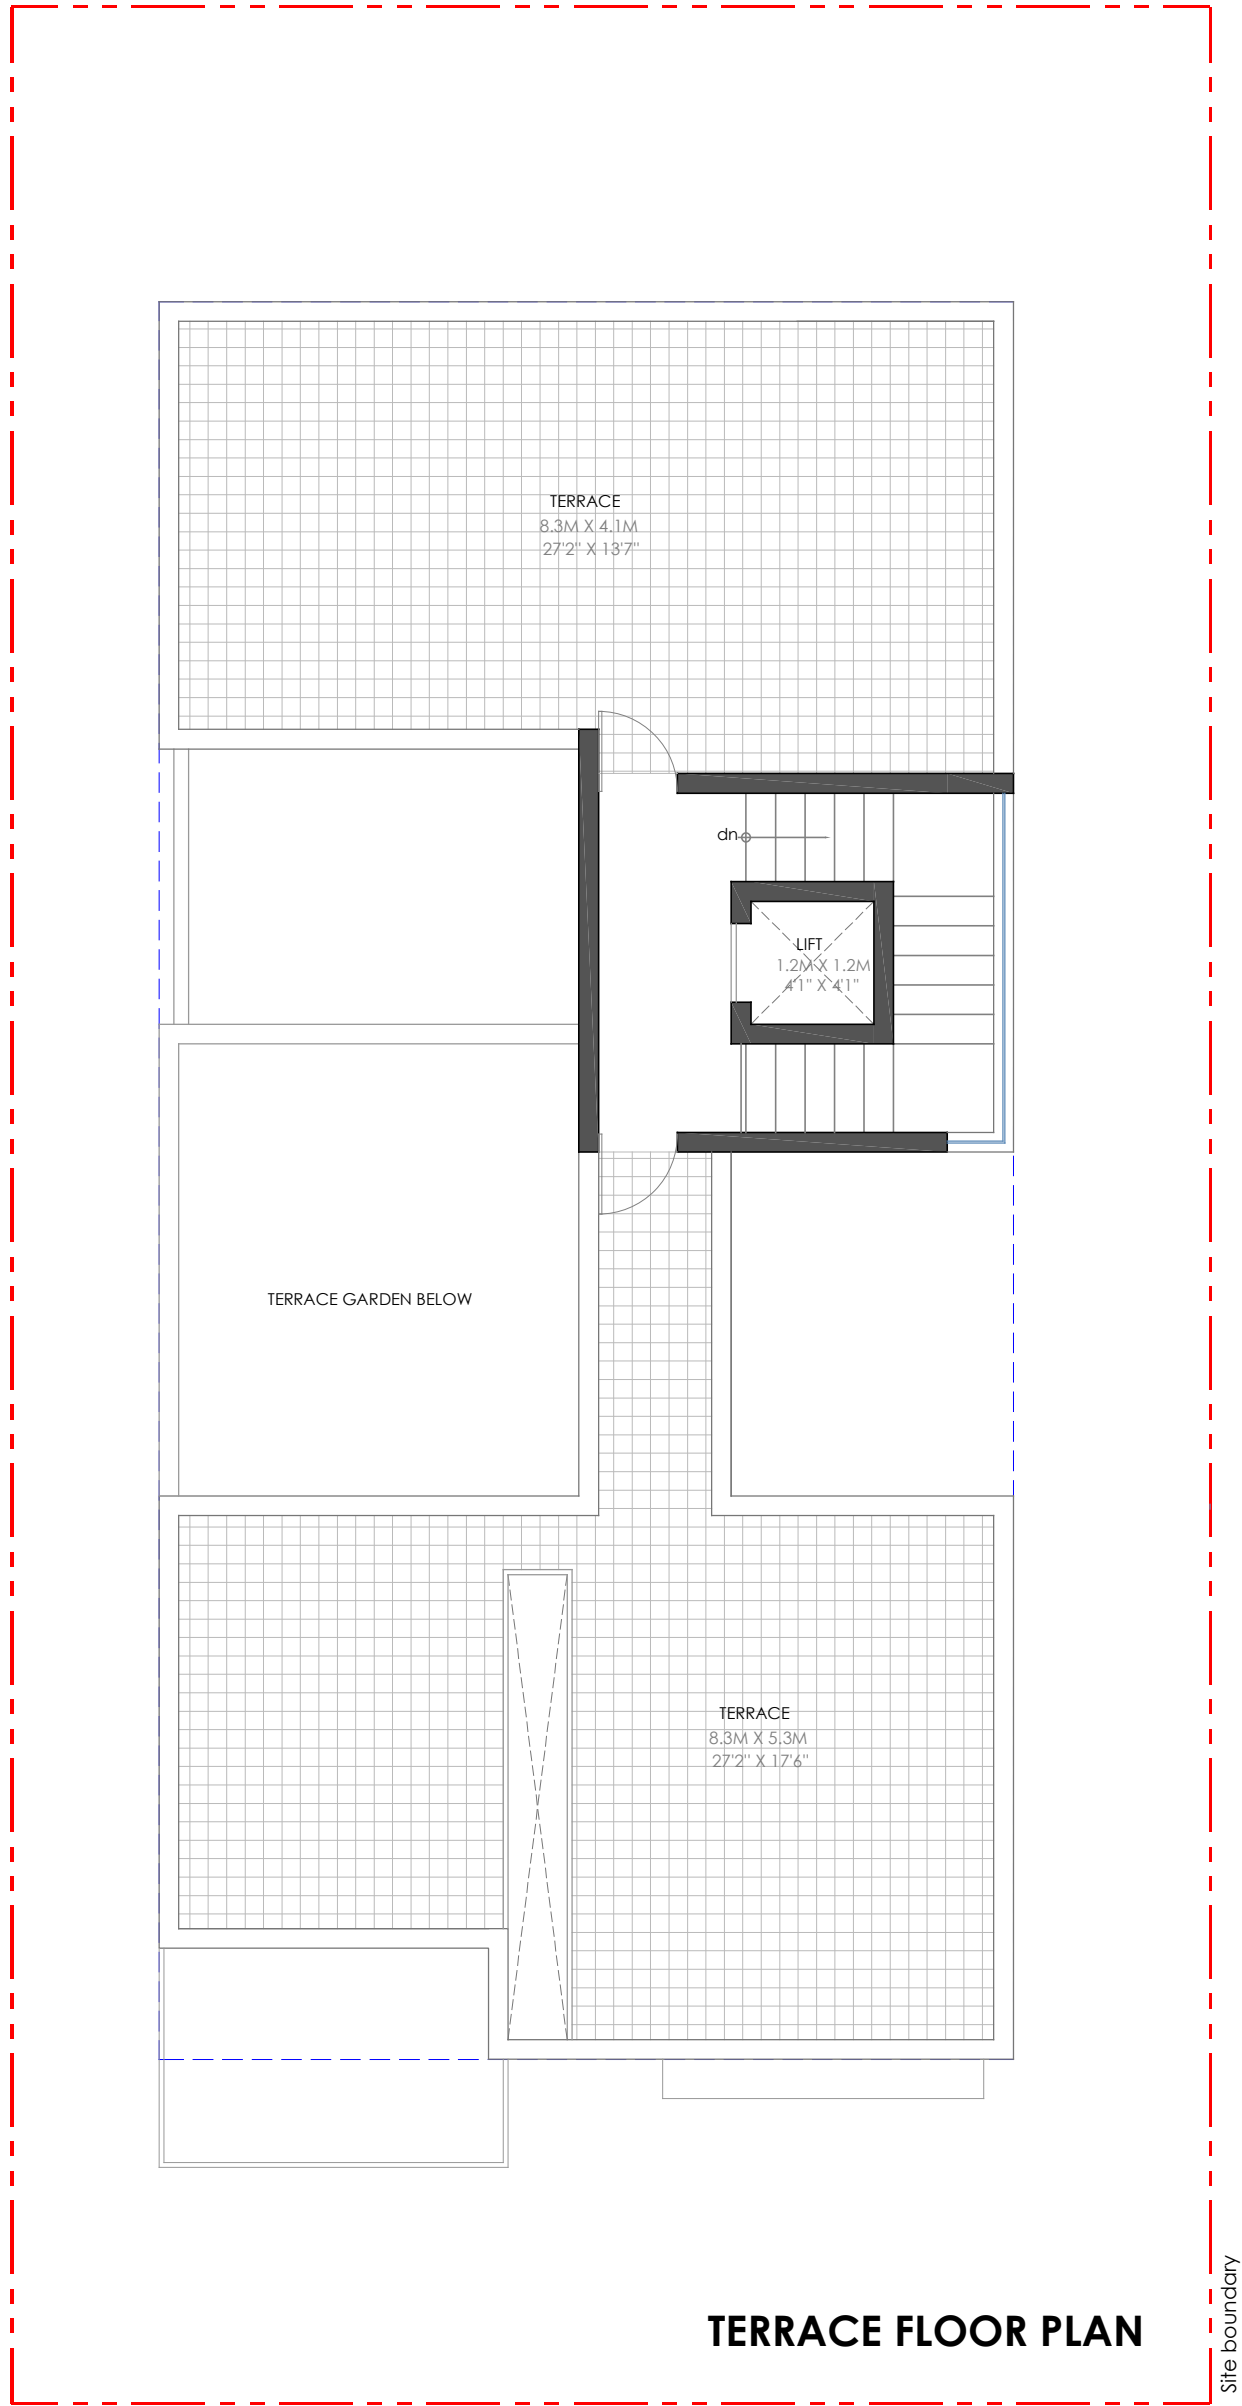 TERRACE
8.3M X 4.1M
27'2" X 13'7"
dn
LIFT
1.2M X 1.2M
4'1" X 4'1"
TERRACE GARDEN BELOW
TERRACE
8.3M X 5.3M
27'2" X 17'6"
TERRACE FLOOR PLAN
Site boundary